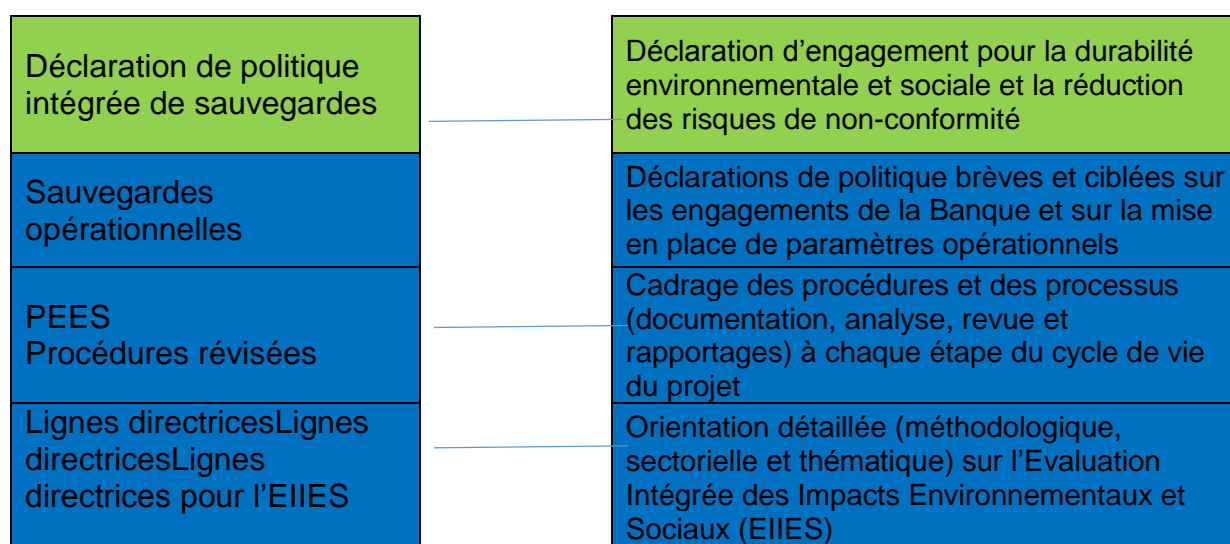 Déclaration de politique
intégrée de sauvegardes
Déclaration d’engagement pour la durabilité
environnementale et sociale et la réduction
des risques de non-conformité
Sauvegardes
opérationnelles
Déclarations de politique brèves et ciblées sur
les engagements de la Banque et sur la mise
en place de paramètres opérationnels
PEES
Procédures révisées
Cadrage des procédures et des processus
(documentation, analyse, revue et
rapportages) à chaque étape du cycle de vie
du projet
Lignes directricesLignes
directricesLignes
directrices pour l’EIIES
Orientation détaillée (méthodologique,
sectorielle et thématique) sur l’Evaluation
Intégrée des Impacts Environnementaux et
Sociaux (EIIES)